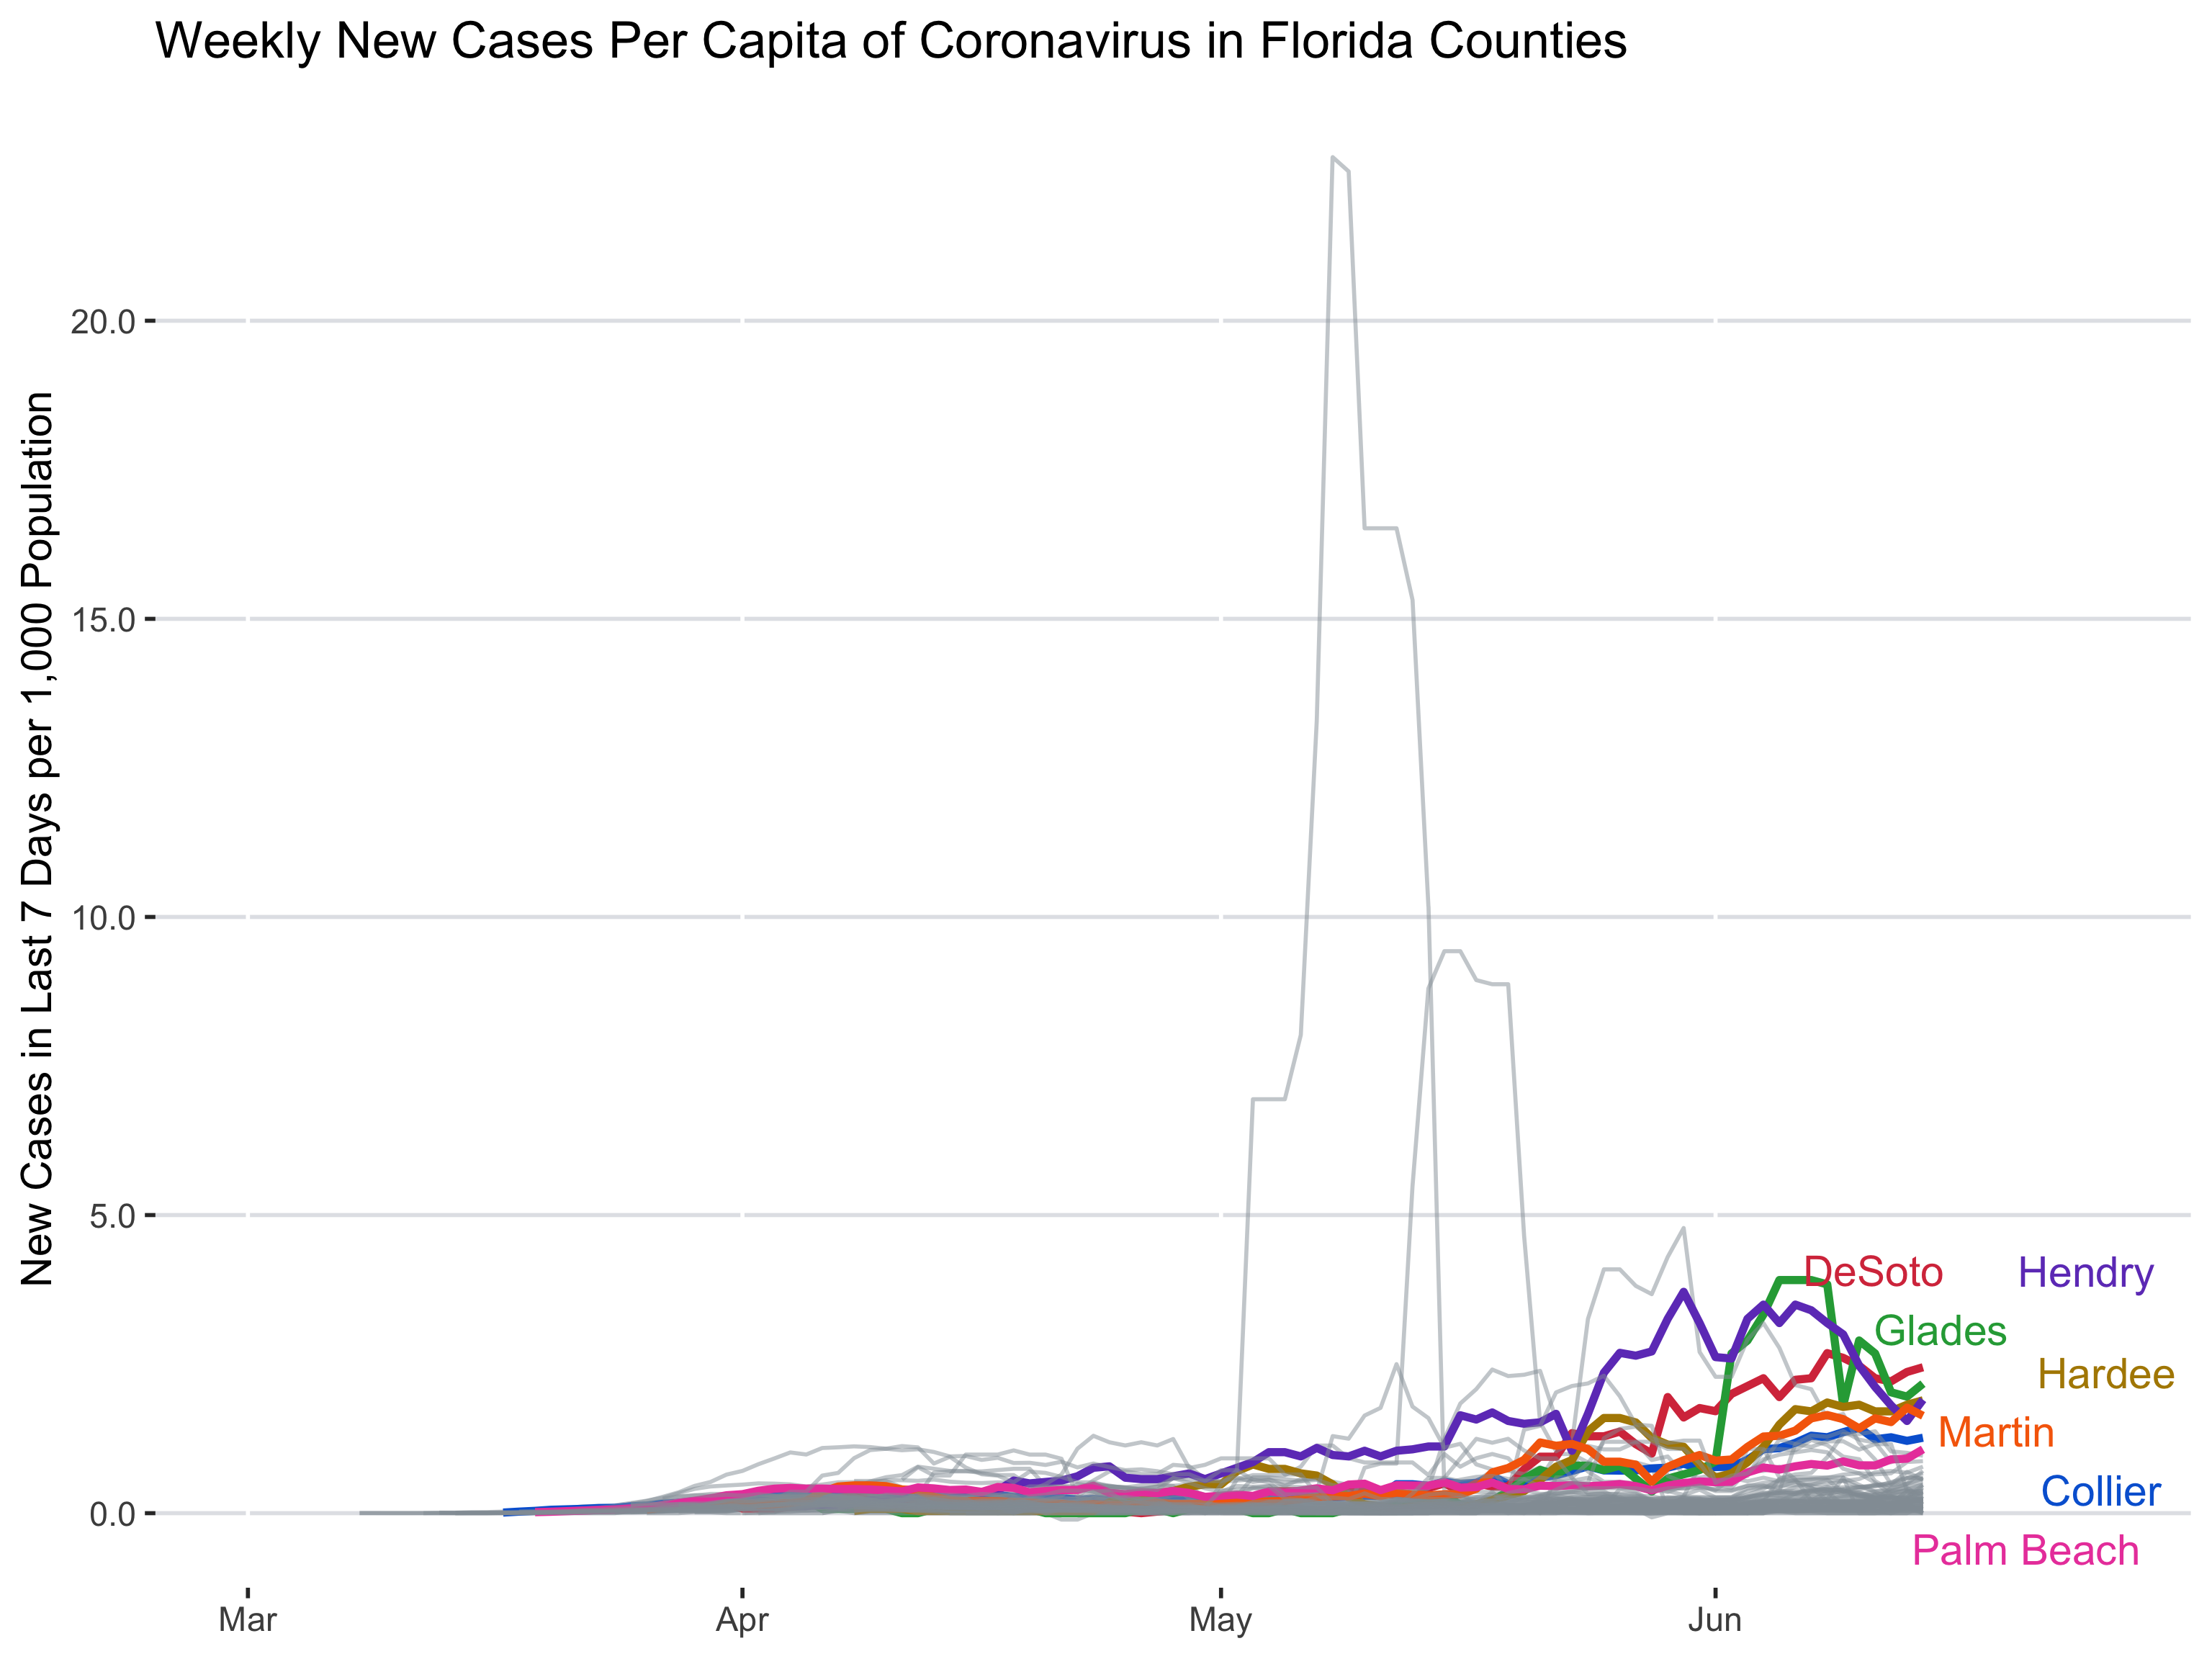 Weekly New Cases Per Capita of Coronavirus in Florida Counties
New Cases in Last 7 Days per 1,000 Population
20.0
15.0
10.0
5.0
0.0
DeSoto
Hendry
Glades
Hardee
Martin
Collier
Palm Beach
Mar
Apr
May
Jun